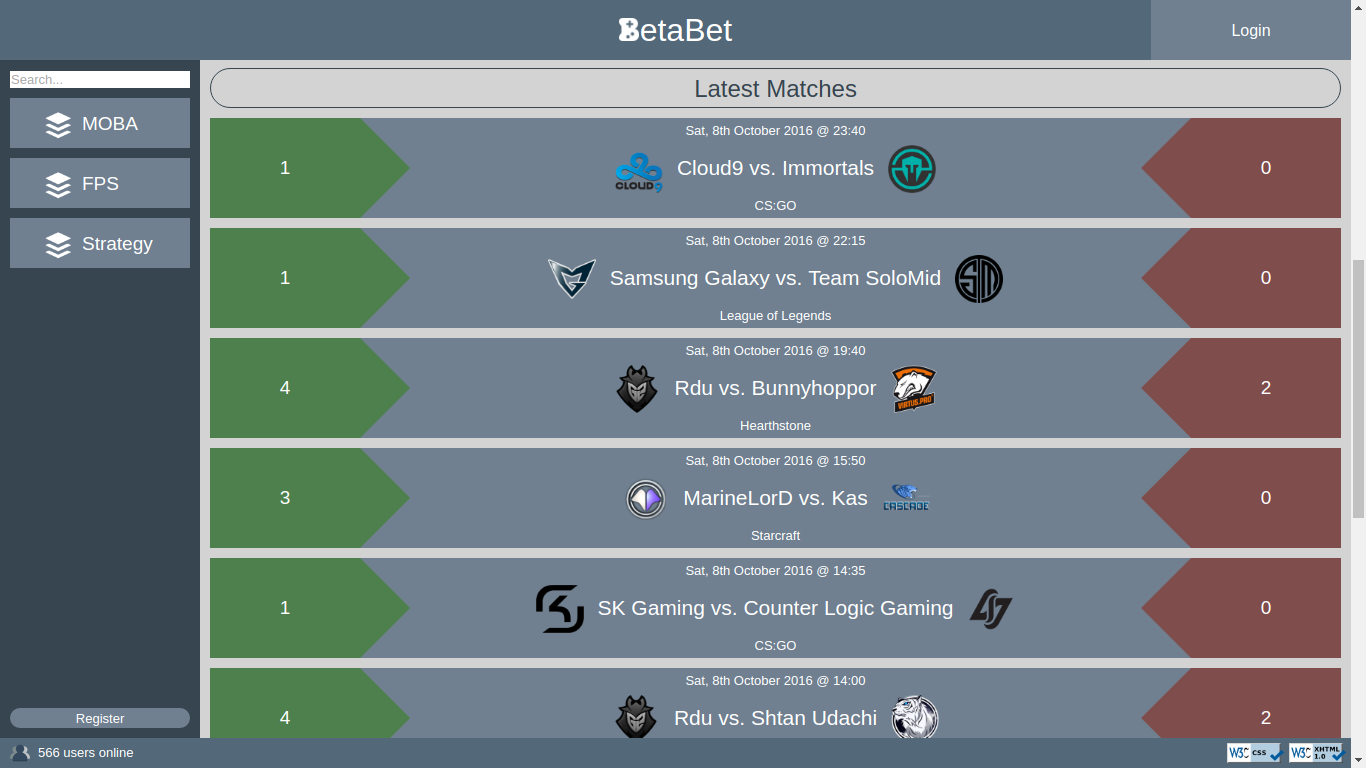 BetaBet
Login
Search...
MOBA
FPS
Strategy
Register
Latest Matches
Sat, 8th October 2016 @ 23:40
1
CLOUD9
Cloud9 vs. Immortals
0
CS:GO
Sat, 8th October 2016 @ 22:15
1
Samsung Galaxy vs. Team SoloMid
TSM
0
League of Legends
Sat, 8th October 2016 @ 19:40
4
Rdu vs. Bunnyhoppor
VIRTUS.PRO
2
Hearthstone
Sat, 8th October 2016 @ 15:50
3
MarineLorD vs. Kas
CASCADE
0
Starcraft
Sat, 8th October 2016 @ 14:35
1
SK
SK Gaming vs. Counter Logic Gaming
0
CS:GO
Sat, 8th October 2016 @ 14:00
4
Rdu vs. Shtan Udachi
2
566 users online
W3C CSS
W3C XHTML 1.0